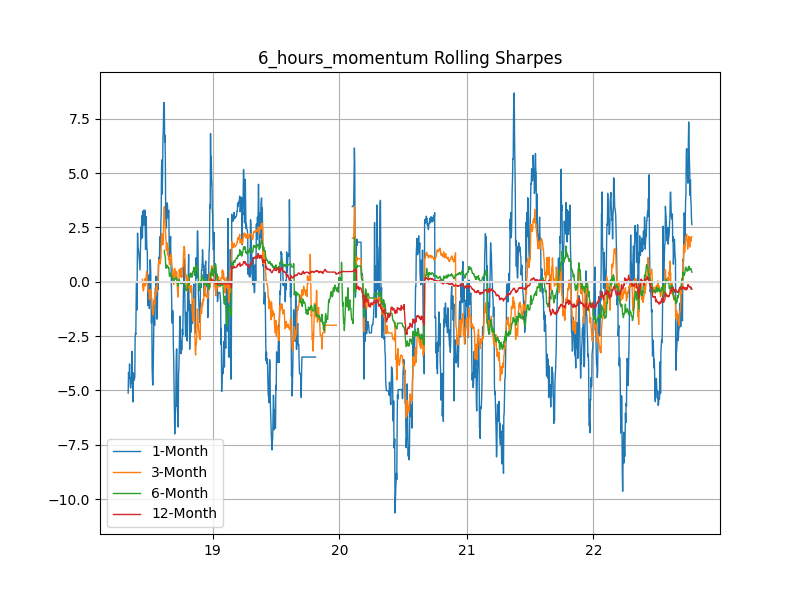 6_hours_momentum Rolling Sharpes
7.5
5.0
2.5
0.0
−2.5
−5.0
−7.5
−10.0
1-Month
3-Month
6-Month
12-Month
19 20 21 22